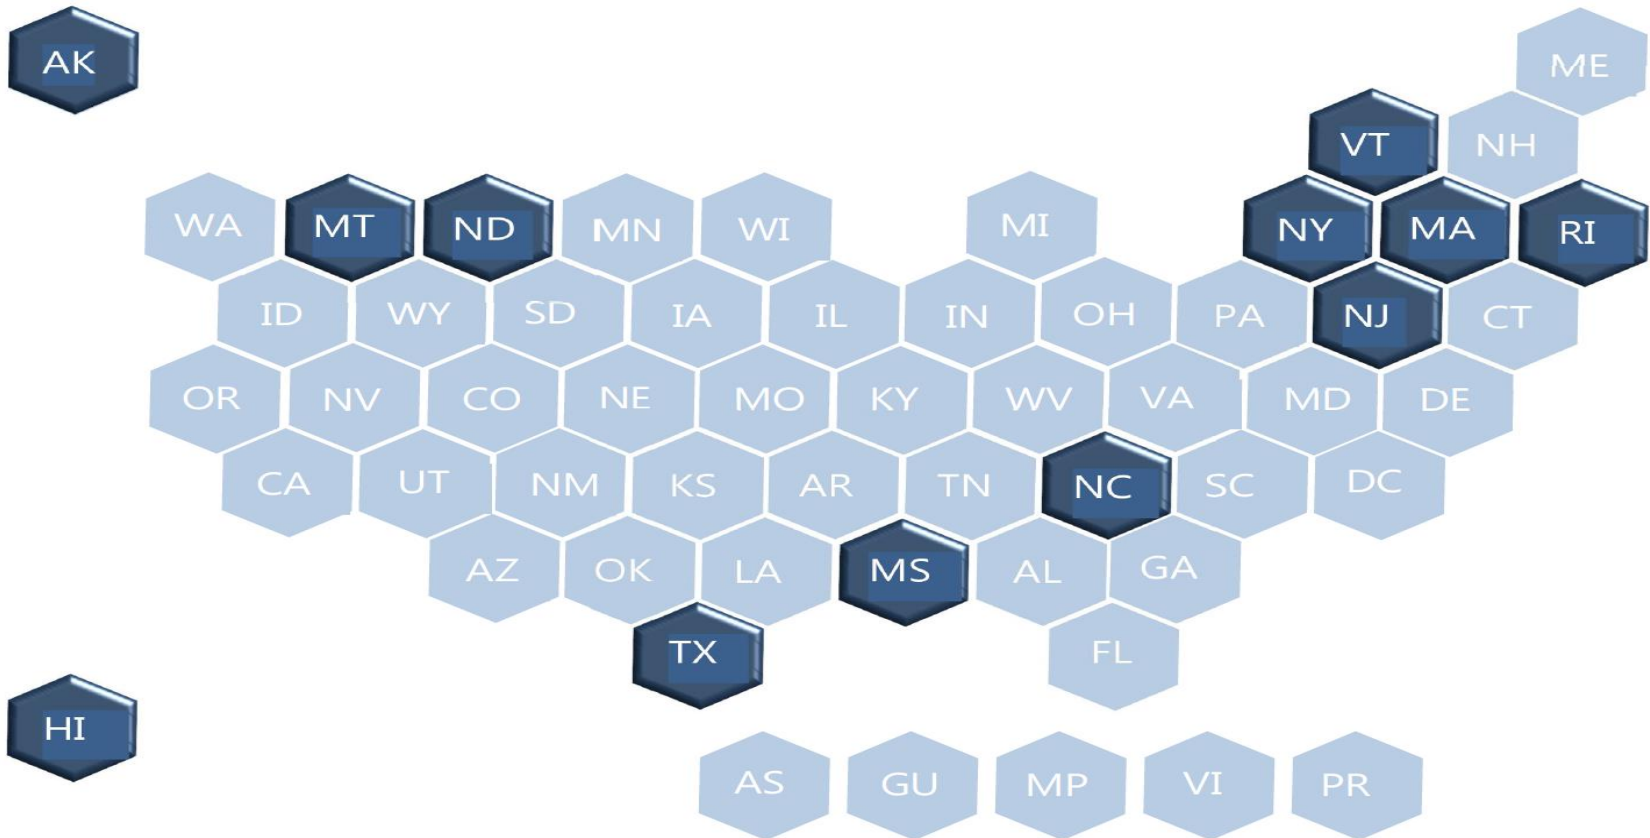 AK
ME
VT NH
WA MT ND MN WI MI NY MA RI
ID WY SD IA IL IN OH PA NJ CT
OR NV CO NE MO KY WV VA MD DE
CA UT NM KS AR TN NC SC DC
AZ OK LA MS AL GA
TX FL
HI
AS GU MP VI PR